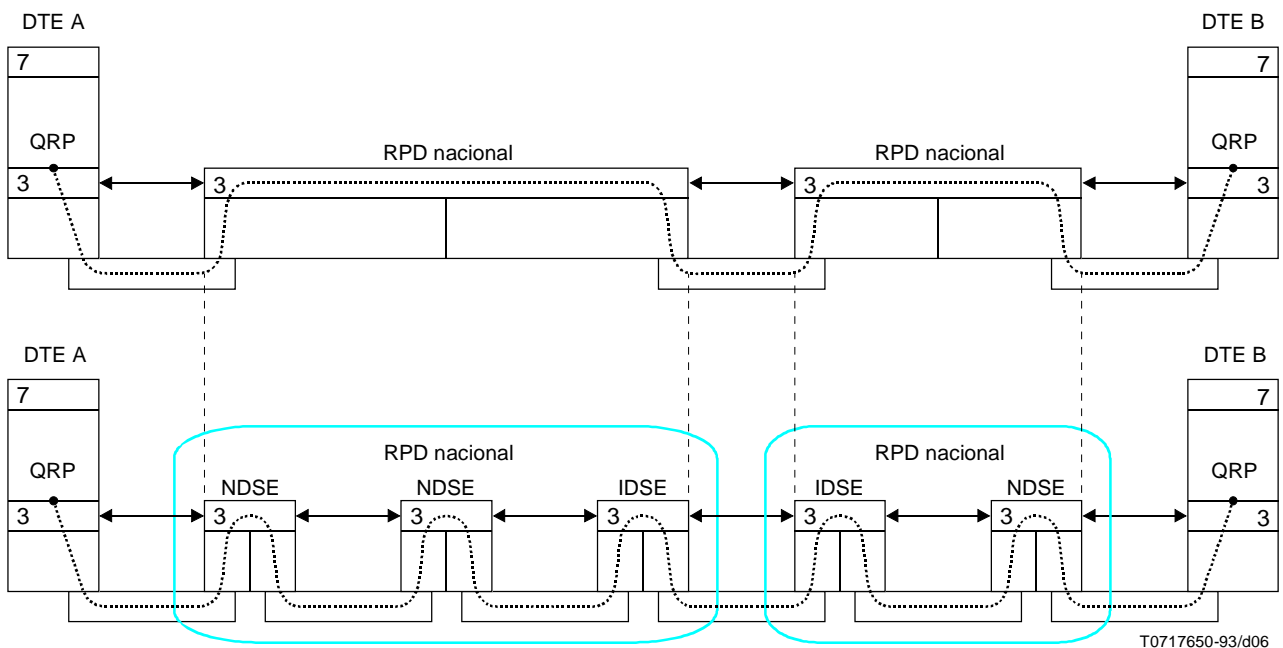 DTE A
DTE B
7
7
QRP
QRP
RPD nacional
RPD nacional
3
3
3
3
DTE A
DTE B
7
7
RPD nacional
RPD nacional
QRP
QRP
NDSE
NDSE
IDSE
IDSE
NDSE
3
3
3
3
3
3
3
T0717650-93/d06